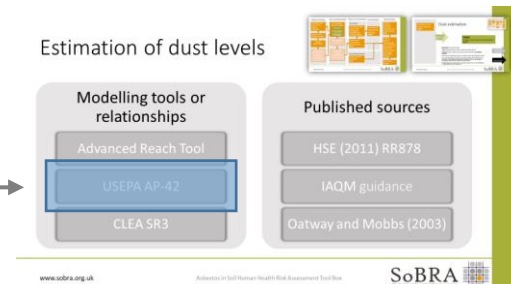 Estimation of dust levels
Dust estimation
Modelling tools or
relationships
Advanced Reach Tool
USEPA AP-42
CLEA SR3
Published sources
HSE (2011) RR878
IAQM guidance
Oatway and Mobbs (2003)
www.sobra.org.uk
Asbestos in Soil Human Health Risk Assessment Tool Box
SoBRA